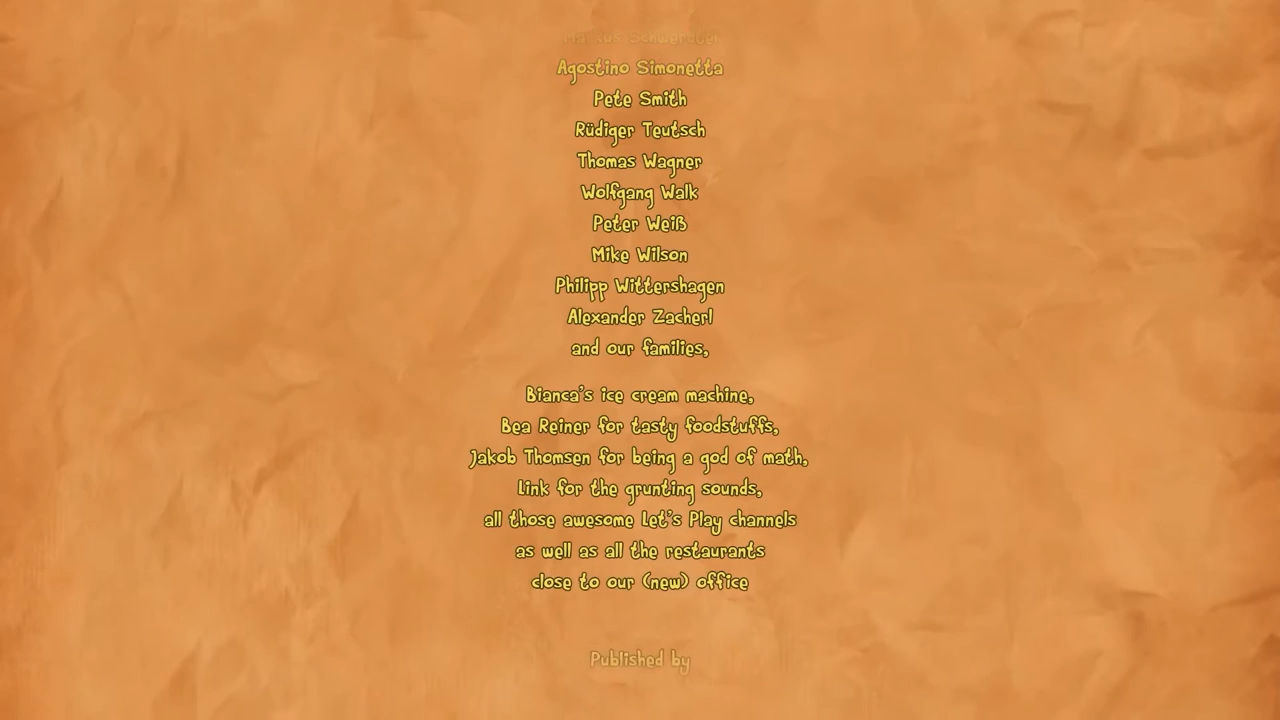 Markus Schwerdtel
Agostino Simonetta
Pete Smith
Rüdiger Teutsch
Thomas Wagner
Wolfgang Walk
Peter Weiß
Mike Wilson
Philipp Wittershagen
Alexander Zacherl
and our families,
Bianca's ice cream machine,
Bea Reiner for tasty foodstuffs,
Jakob Thomsen for being a god of math,
Link for the grunting sounds,
all those awesome Let's Play channels
as well as all the restaurants
close to our (new) office
Published by